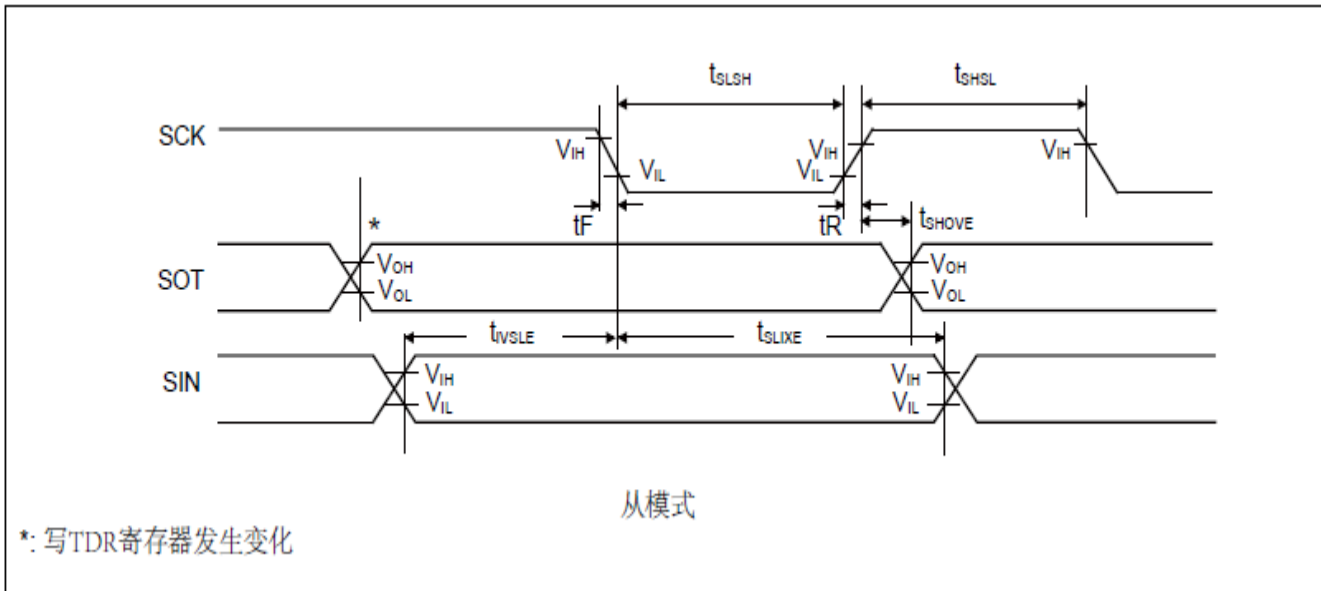 tSLSH tSHSL
SCK VIH VIL VIH VIL VIH
tF tR tSHOVE
*
SOT VOH VOL VOH VOL
tIVSLE tSLIXE
SIN VIH VIL VIH VIL
从模式
*: 写TDR寄存器发生变化